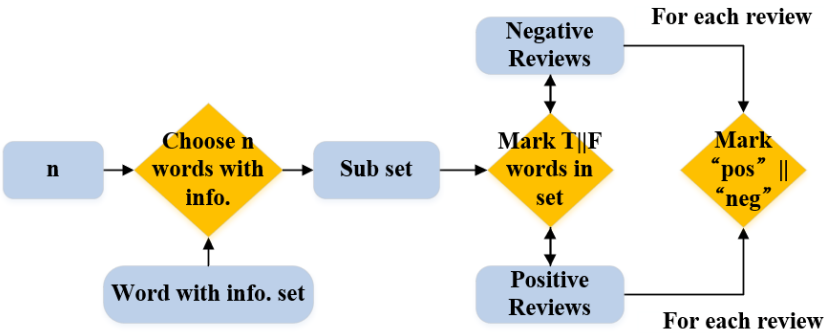 For each review
Negative
Reviews
n
Choose n
words with
info.
Sub set
Mark T||F
words in
set
Mark
“pos” ||
“neg”
Word with info. set
Positive
Reviews
For each review